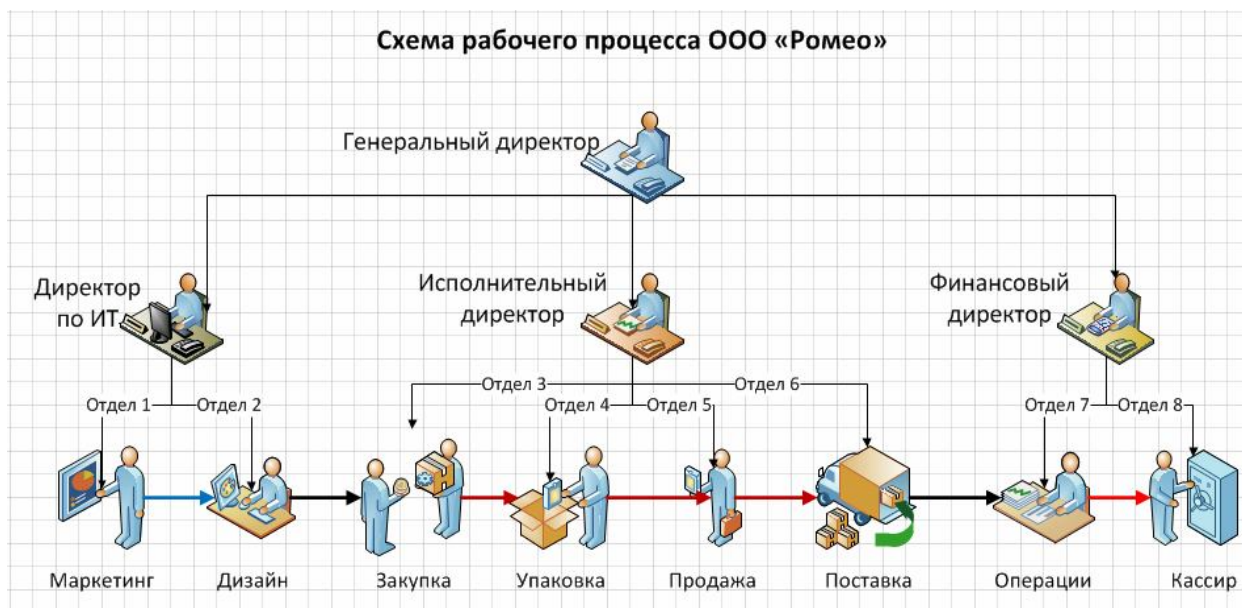 Схема рабочего процесса ООО «Ромео»
Генеральный директор
Директор
по ИТ
Исполнительный
директор
Финансовый
директор
Отдел 3
Отдел 6
Отдел 1
Отдел 2
Отдел 4
Отдел 5
Отдел 7
Отдел 8
Маркетинг
Дизайн
Закупка
Упаковка
Продажа
Поставка
Операции
Кассир